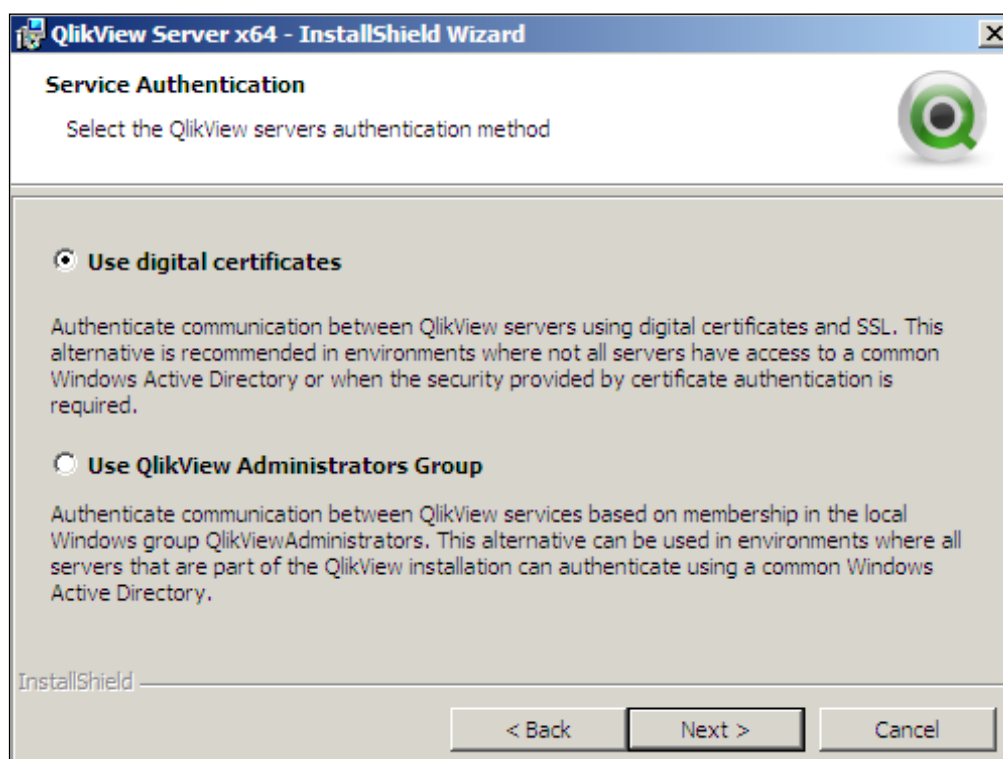 QlikView Server x64 - InstallShield Wizard
Service Authentication
Select the QlikView servers authentication method
Use digital certificates
Authenticate communication between QlikView servers using digital certificates and SSL. This
alternative is recommended in environments where not all servers have access to a common
Windows Active Directory or when the security provided by certificate authentication is
required.
Use QlikView Administrators Group
Authenticate communication between QlikView services based on membership in the local
Windows group QlikViewAdministrators. This alternative can be used in environments where all
servers that are part of the QlikView installation can authenticate using a common Windows
Active Directory.
InstallShield
< Back
Next >
Cancel